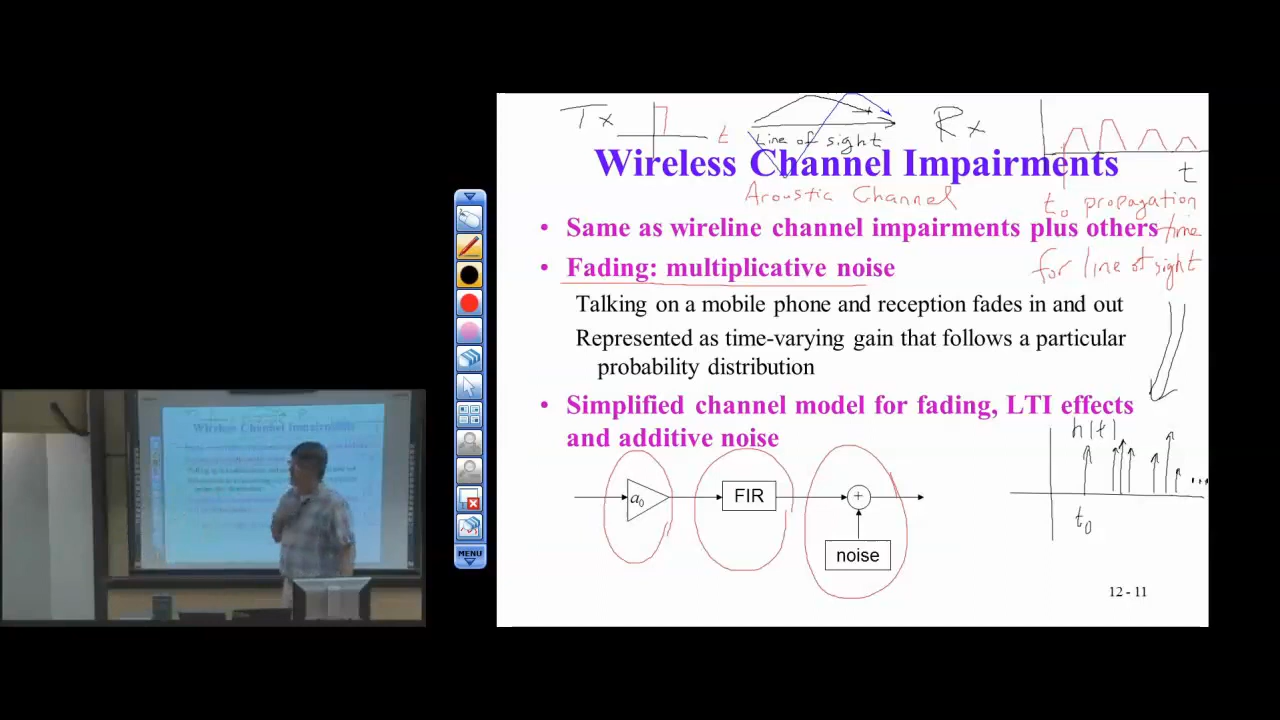 Tx
t
Line of sight
Rx
t
Wireless Channel Impairments
Aroustic Channel
t₀ propagation
time
for line of sight
• Same as wireline channel impairments plus others
• Fading: multiplicative noise
Talking on a mobile phone and reception fades in and out
Represented as time-varying gain that follows a particular
probability distribution
• Simplified channel model for fading, LTI effects
and additive noise
h(t)
a₀
FIR
+
noise
...
t₀
MENU
12 - 11